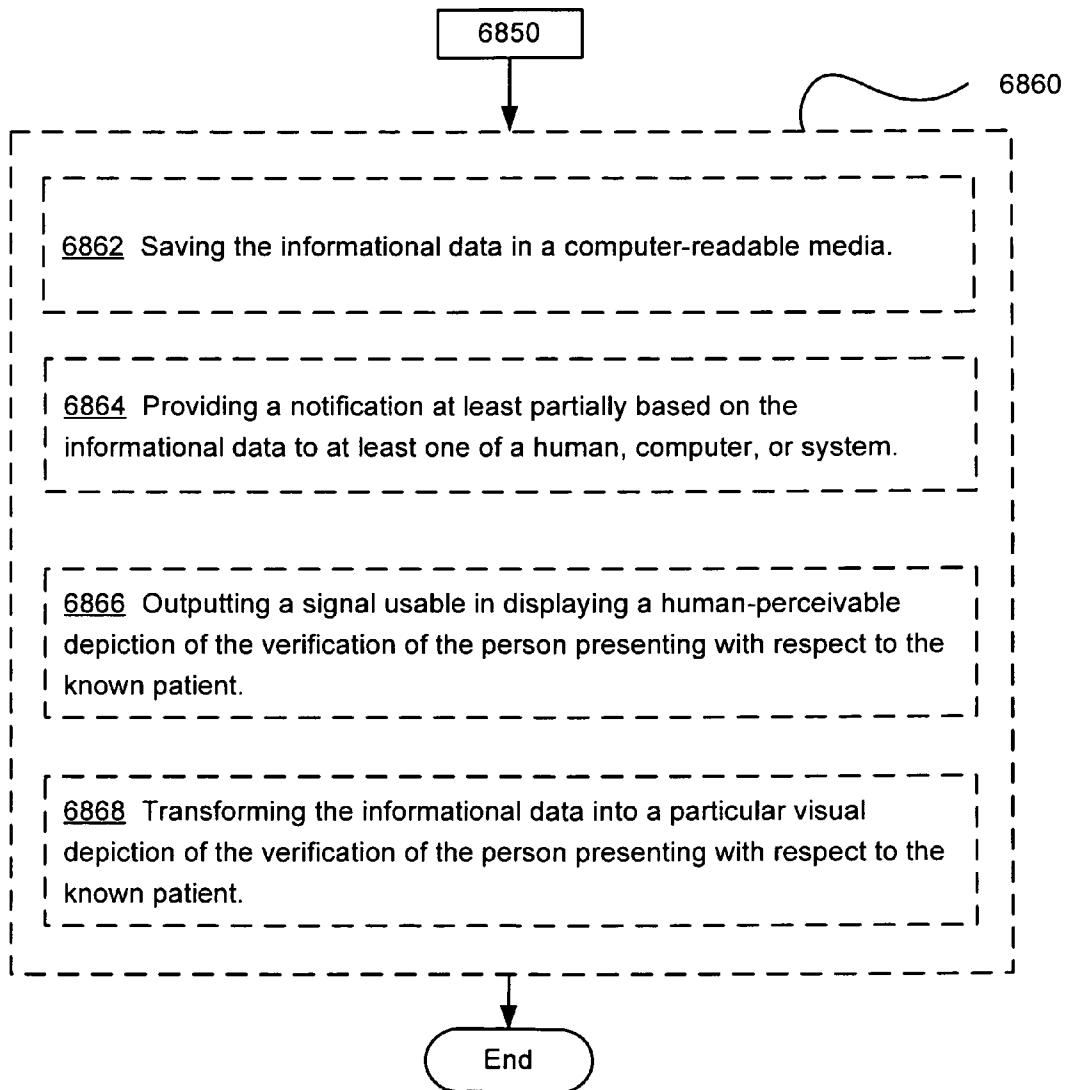 6850
6860
6862 Saving the informational data in a computer-readable media.
6864 Providing a notification at least partially based on the
informational data to at least one of a human, computer, or system.
6866 Outputting a signal usable in displaying a human-perceivable
depiction of the verification of the person presenting with respect to the
known patient.
6868 Transforming the informational data into a particular visual
depiction of the verification of the person presenting with respect to the
known patient.
End